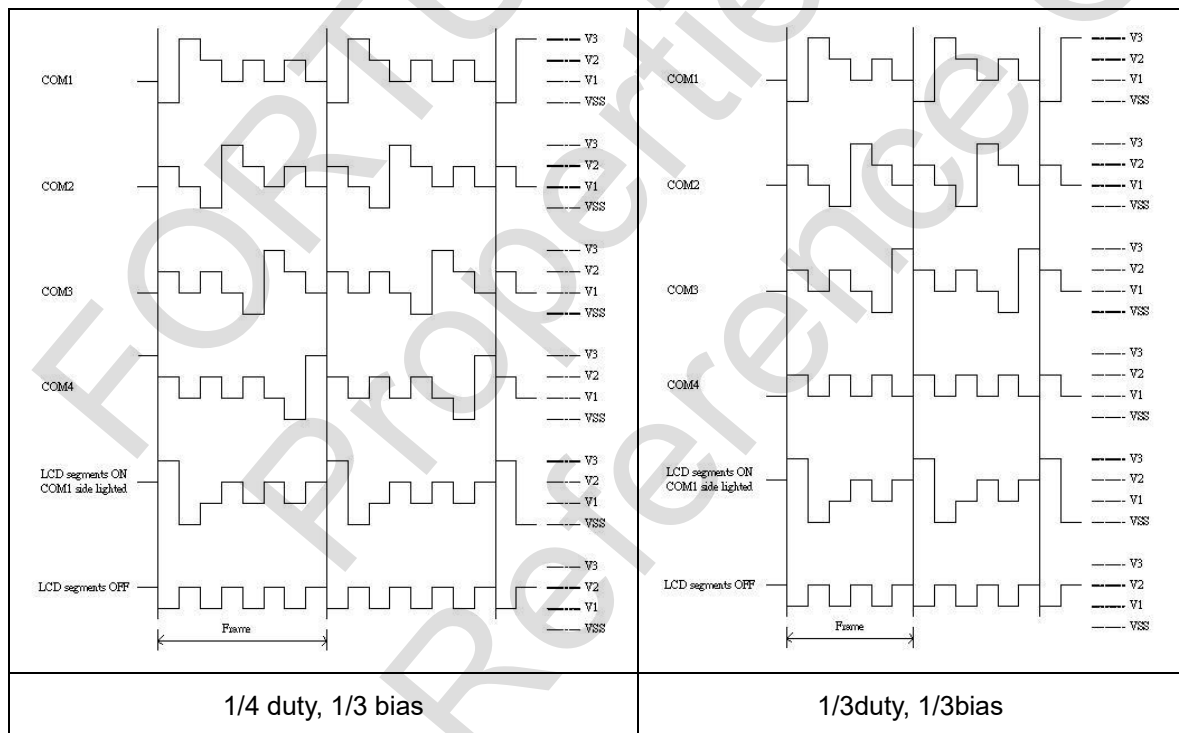 FORTU
Properties
Reference O
COM1
V3
V2
V1
VSS
COM2
V3
V2
V1
VSS
COM3
V3
V2
V1
VSS
COM4
V3
V2
V1
VSS
LCD segments ON
COM1 side lighted
V3
V2
V1
VSS
LCD segments OFF
V3
V2
V1
VSS
Frame
1/4 duty, 1/3 bias
COM1
V3
V2
V1
VSS
COM2
V3
V2
V1
VSS
COM3
V3
V2
V1
VSS
COM4
V3
V2
V1
VSS
LCD segments ON
COM1 side lighted
V3
V2
V1
VSS
LCD segments OFF
V3
V2
V1
VSS
Frame
1/3duty, 1/3bias